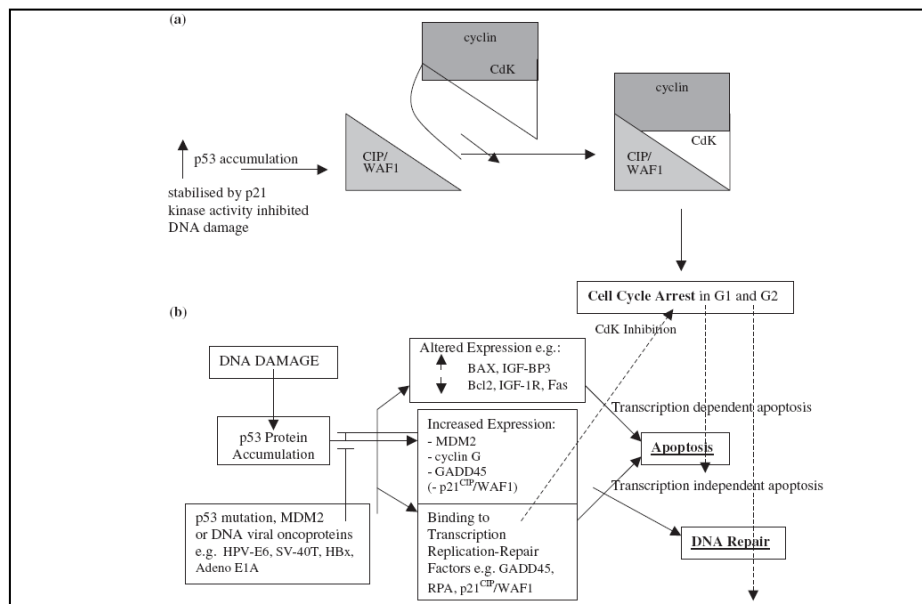 (a)
cyclin
CdK
cyclin
CdK
CIP/
WAF1
CIP/
WAF1
p53 accumulation
stabilised by p21
kinase activity inhibited
DNA damage
Cell Cycle Arrest in G1 and G2
CdK Inhibition
(b)
DNA DAMAGE
Altered Expression e.g.:
BAX, IGF-BP3
Bcl2, IGF-1R, Fas
Transcription dependent apoptosis
p53 Protein
Accumulation
Increased Expression:
- MDM2
- cyclin G
- GADD45
(- p21CIP/WAF1)
Apoptosis
Transcription independent apoptosis
p53 mutation, MDM2
or DNA viral oncoproteins
e.g. HPV-E6, SV-40T, HBx,
Adeno E1A
Binding to
Transcription
Replication-Repair
Factors e.g. GADD45,
RPA, p21CIP/WAF1
DNA Repair